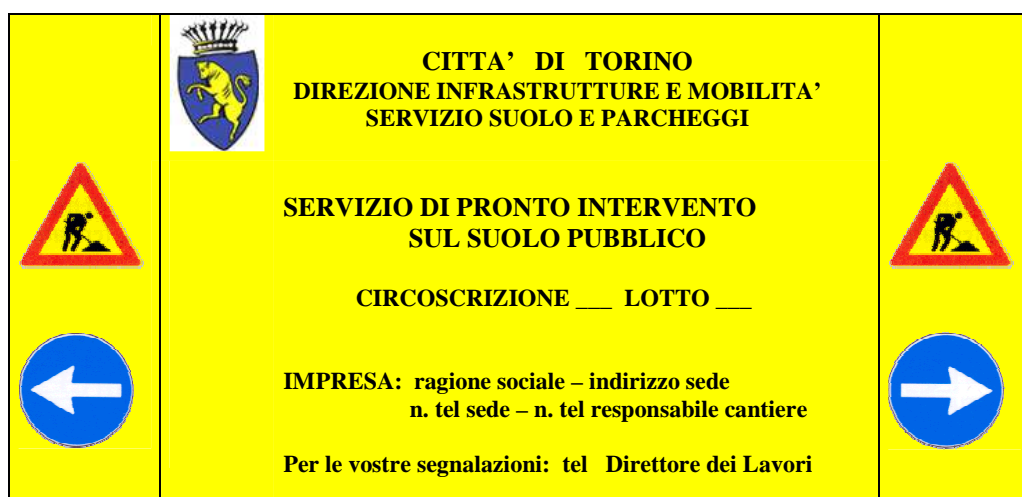 CITTA' DI TORINO
DIREZIONE INFRASTRUTTURE E MOBILITA'
SERVIZIO SUOLO E PARCHEGGI
SERVIZIO DI PRONTO INTERVENTO
SUL SUOLO PUBBLICO
CIRCOSCRIZIONE ___ LOTTO ___
IMPRESA: ragione sociale – indirizzo sede
n. tel sede – n. tel responsabile cantiere
Per le vostre segnalazioni: tel Direttore dei Lavori